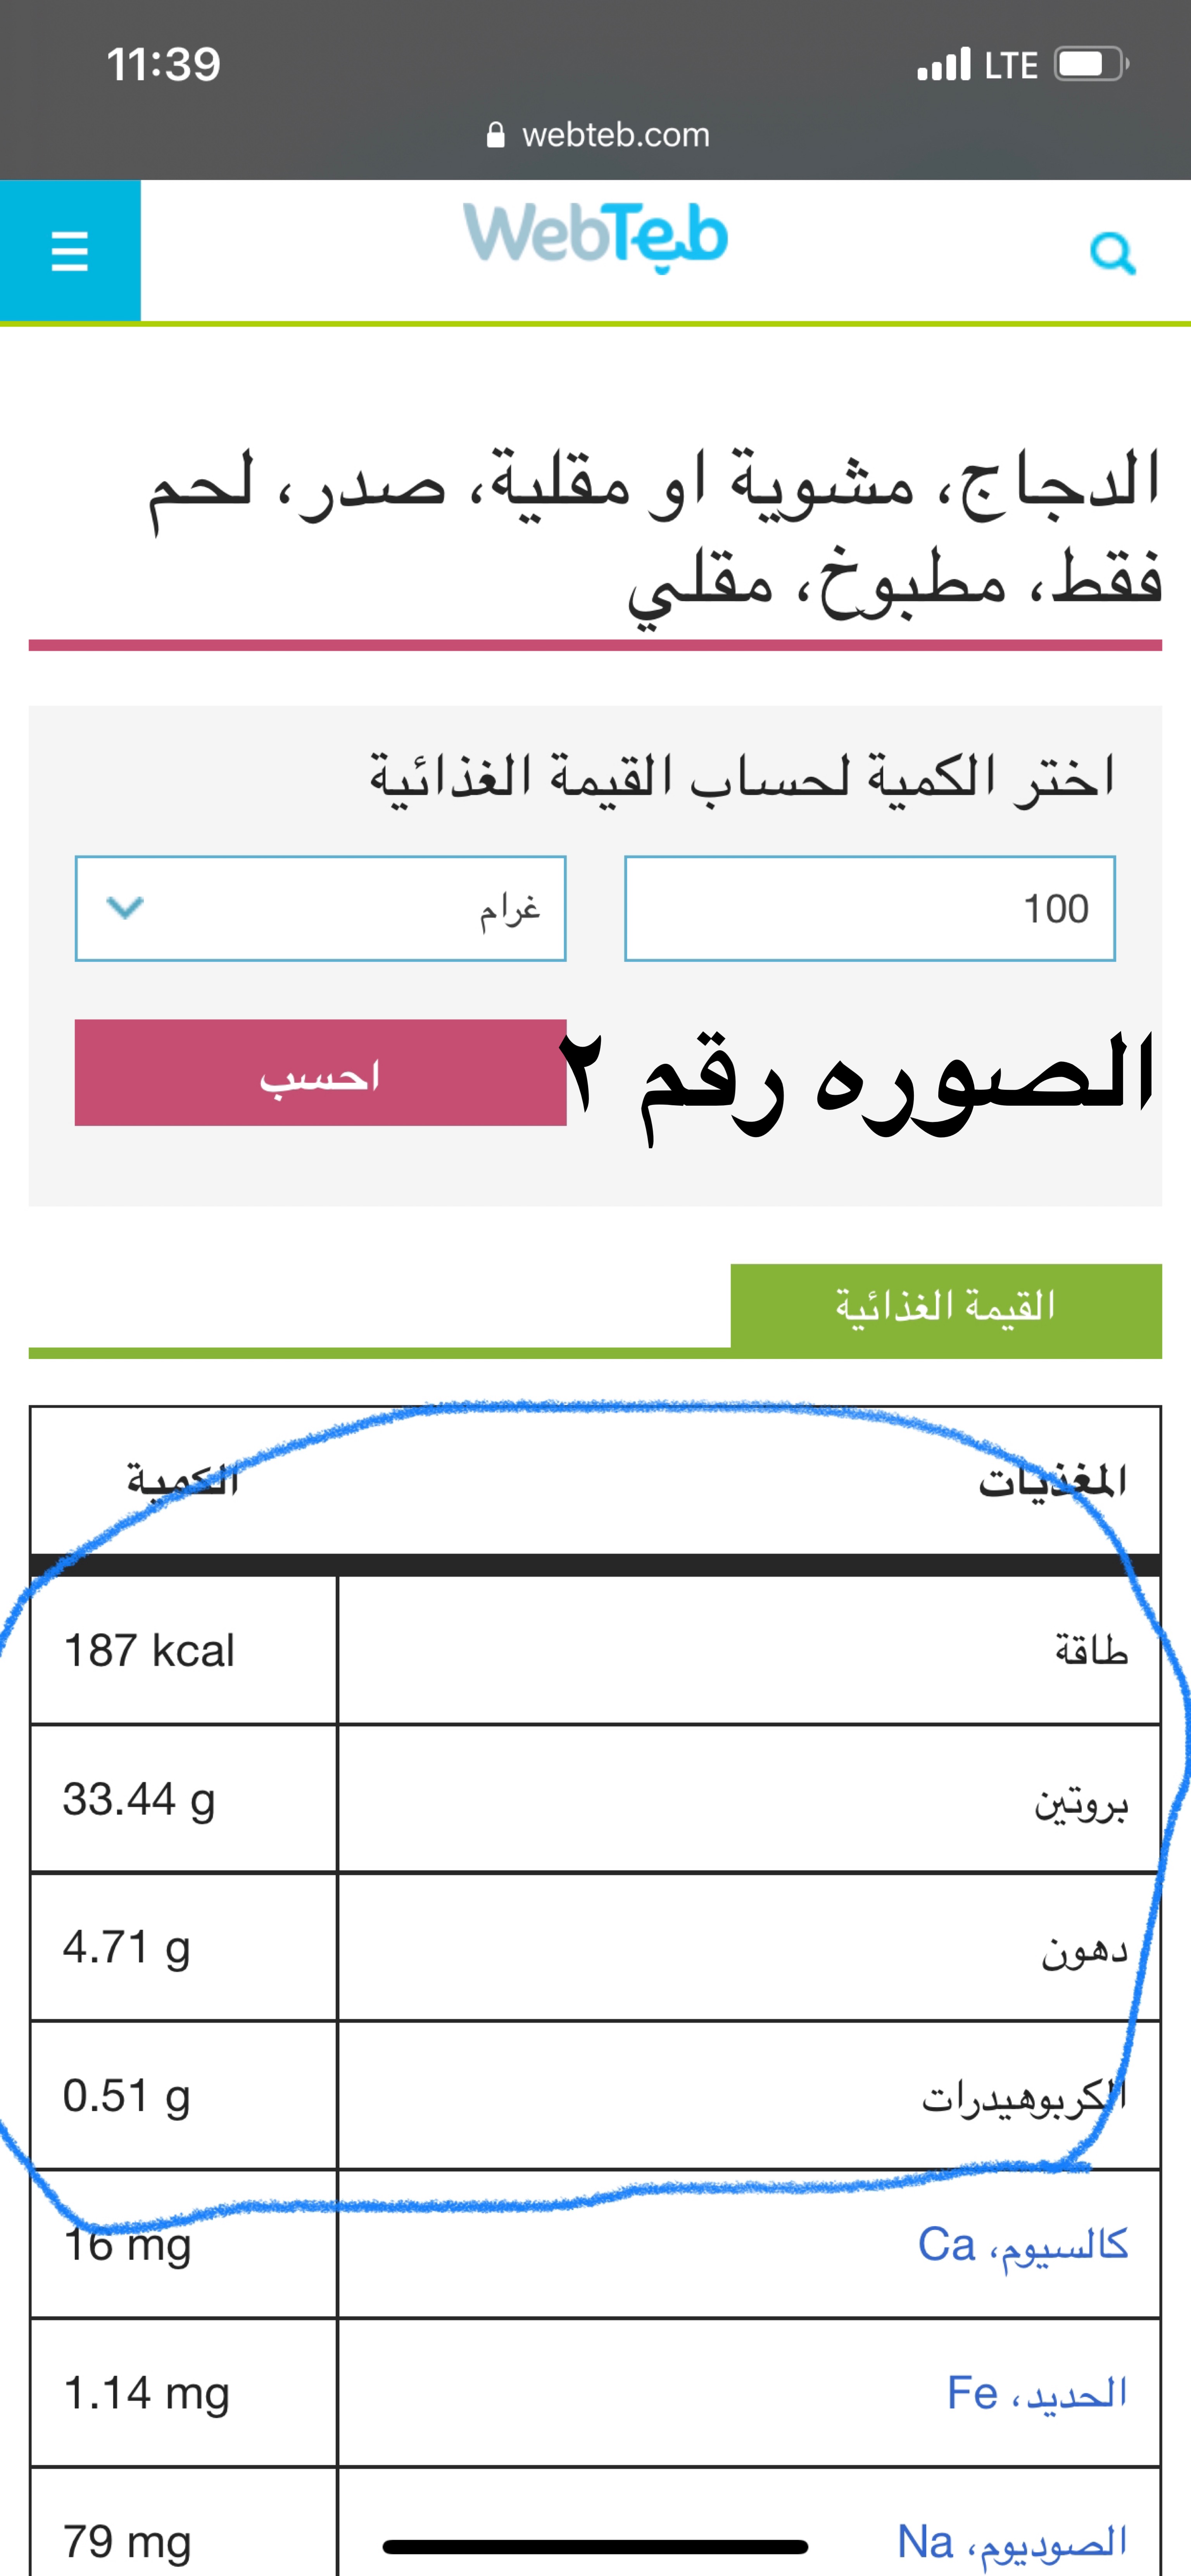 11:39
LTE
webteb.com
WebTeb
الدجاج، مشوية او مقلية، صدر، لحم
فقط، مطبوخ، مقلي
اختر الكمية لحساب القيمة الغذائية
100
غرام
الصوره رقم ٢
احسب
القيمة الغذائية
المغذيات الكمية
طاقة 187 kcal
بروتين 33.44 g
دهون 4.71 g
الكربوهيدرات 0.51 g
كالسيوم، Ca 16 mg
الحديد، Fe 1.14 mg
الصوديوم، Na 79 mg